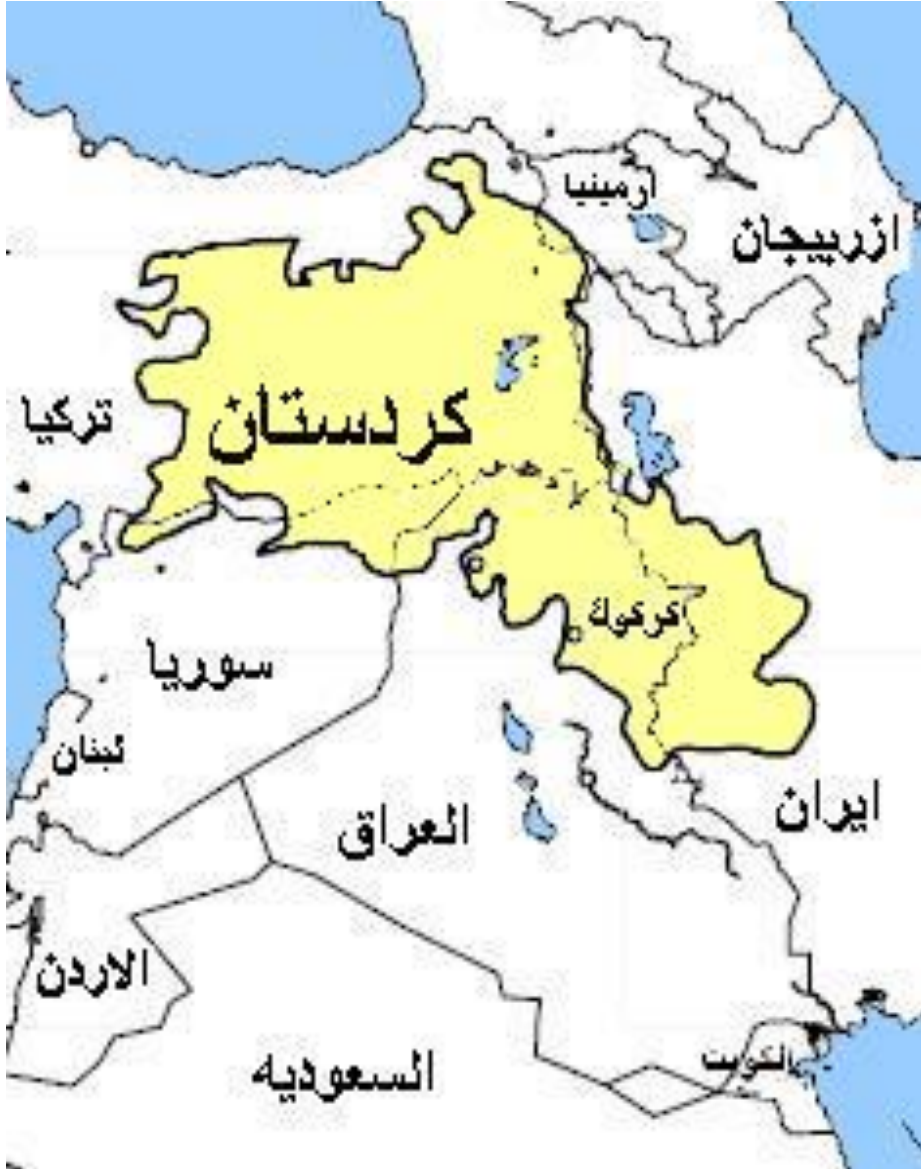 ارمينيا
ازربيجان
تركيا
كردستان
كركوك
سوريا
لبنان
العراق
ايران
الاردن
السعوديه
الكويت